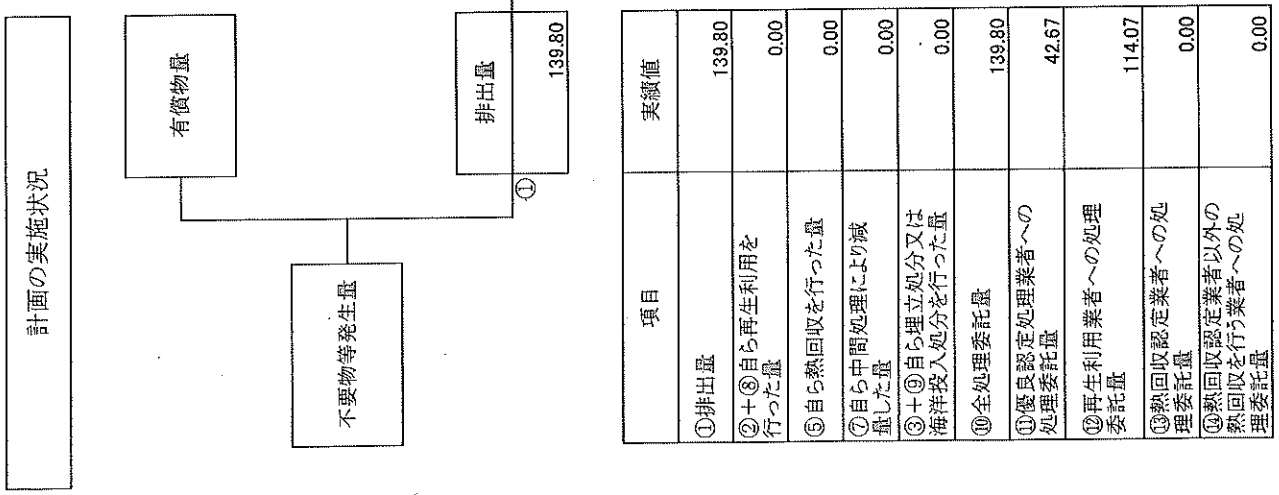 計画の実施状況
有償物量
不要物等発生量
①
排出量
139.80
項目
実績値
①排出量
139.80
②+⑧自ら再生利用を
行った量
0.00
⑤自ら熱回収を行った量
0.00
⑦自ら中間処理により減
量した量
0.00
③+⑨自ら埋立処分又は
海洋投入処分を行った量
0.00
⑩全処理委託量
139.80
⑪優良認定処理業者への
処理委託量
42.67
⑫再生利用業者への処理
委託量
114.07
⑬熱回収認定業者への処
理委託量
0.00
⑭熱回収認定業者以外の
熱回収を行う業者への処
理委託量
0.00